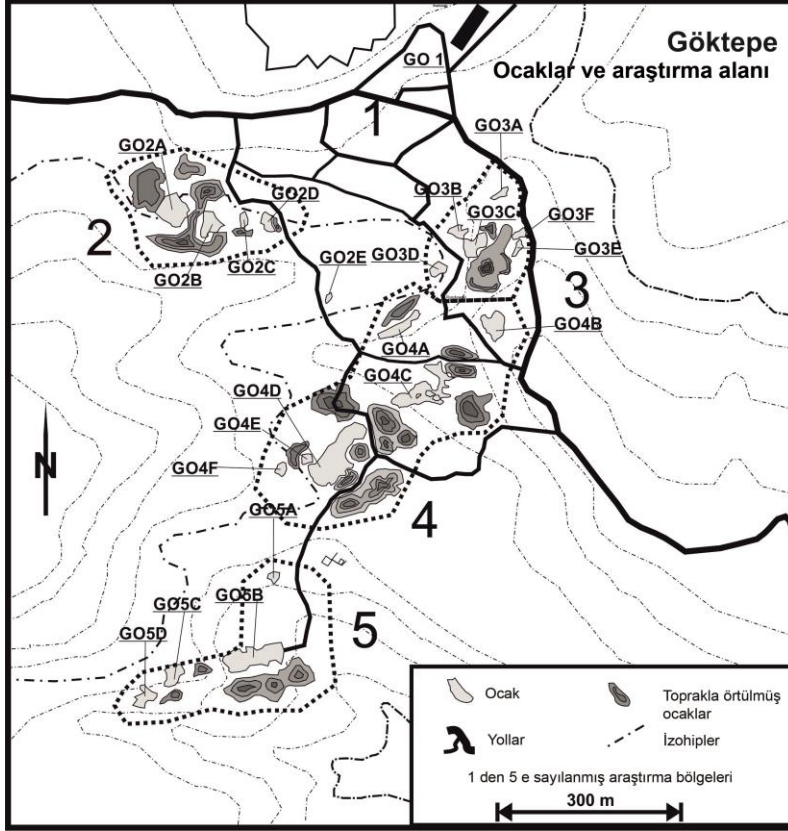 Göktepe
Ocaklar ve araştırma alanı
GO 1
1
GO3A
GO2A
GO3B
GO2D
GO3C
GO3F
2
GO3D
GO3E
GO2B
GO2C
GO2E
3
GO4B
GO4A
GO4C
GO4D
GO4E
GO4F
N
GO5A
4
GO5C
GO5B
5
GO5D
Ocak
Toprakla örtülmüş
ocaklar
Yollar
İzohipler
1 den 5 e sayılanmış araştırma bölgeleri
300 m